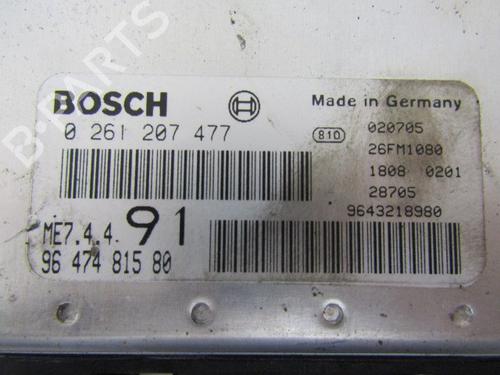 B-PARTS
BOSCH
Made in Germany
0 261 207 477
810
020705
26FM1080
1808 0201
28705
9643218980
ME7.4.4
91
96 474 815 80